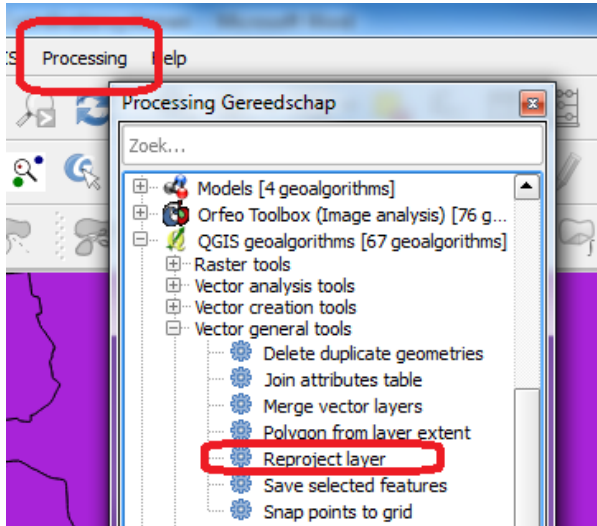 Processing Help
Processing Gereedschap
Zoek...
Models [4 geoalgorithms]
Orfeo Toolbox (Image analysis) [76 g...
QGIS geoalgorithms [67 geoalgorithms]
Raster tools
Vector analysis tools
Vector creation tools
Vector general tools
Delete duplicate geometries
Join attributes table
Merge vector layers
Polygon from layer extent
Reproject layer
Save selected features
Snap points to grid